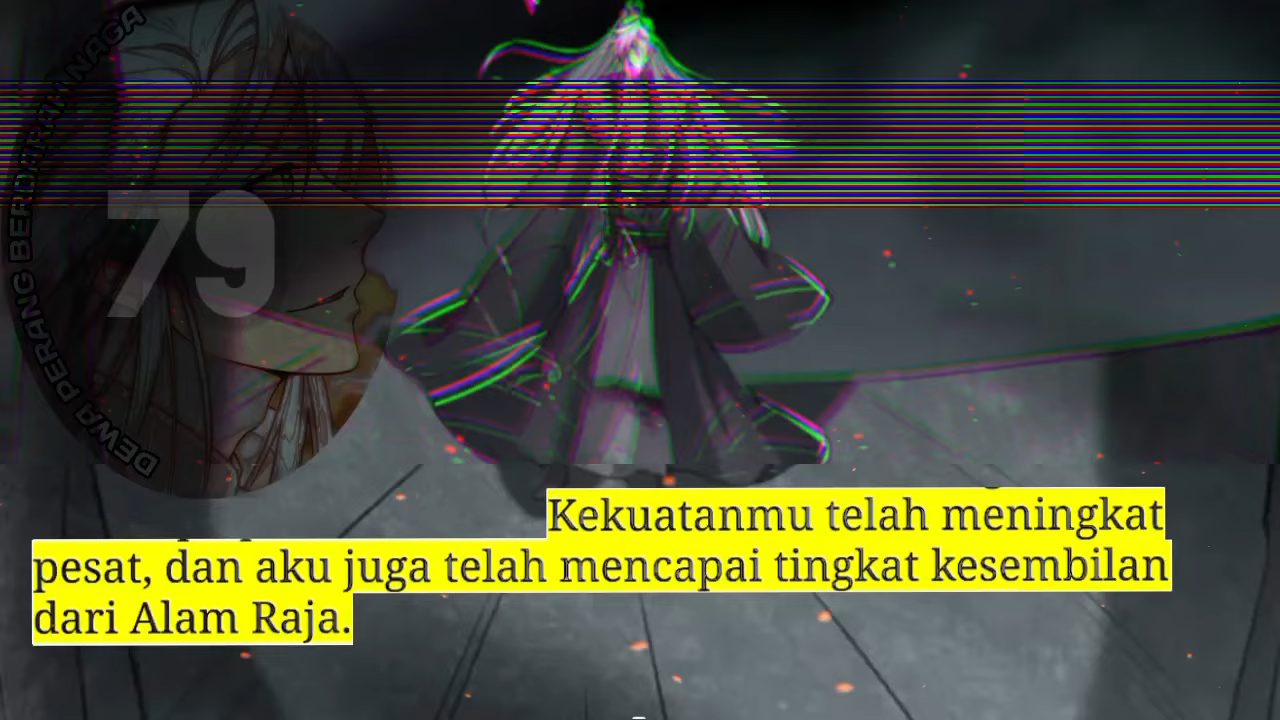 DEWA PERANG BERDARAH NAGA
79
Kekuatanmu telah meningkat
pesat, dan aku juga telah mencapai tingkat kesembilan
dari Alam Raja.